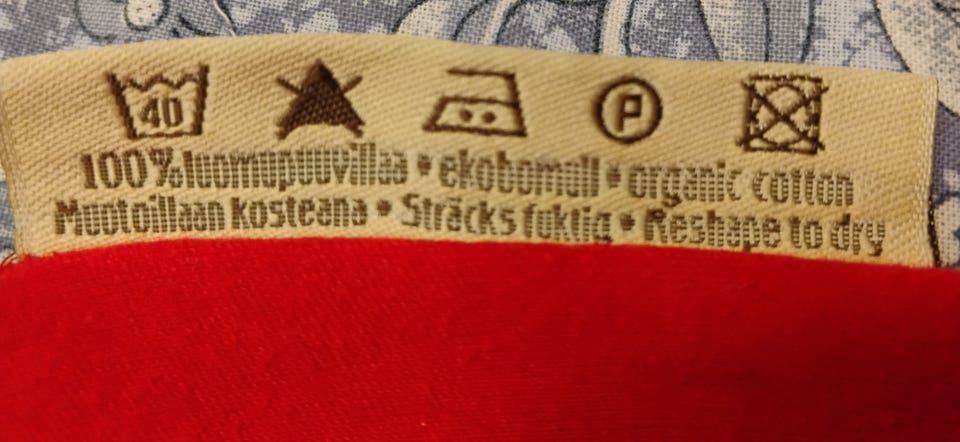 40 P
100% luomupuuvillaa • ekobomull • organic cotton
Muotoillaan kosteana • Sträcks fuktig • Reshape to dry